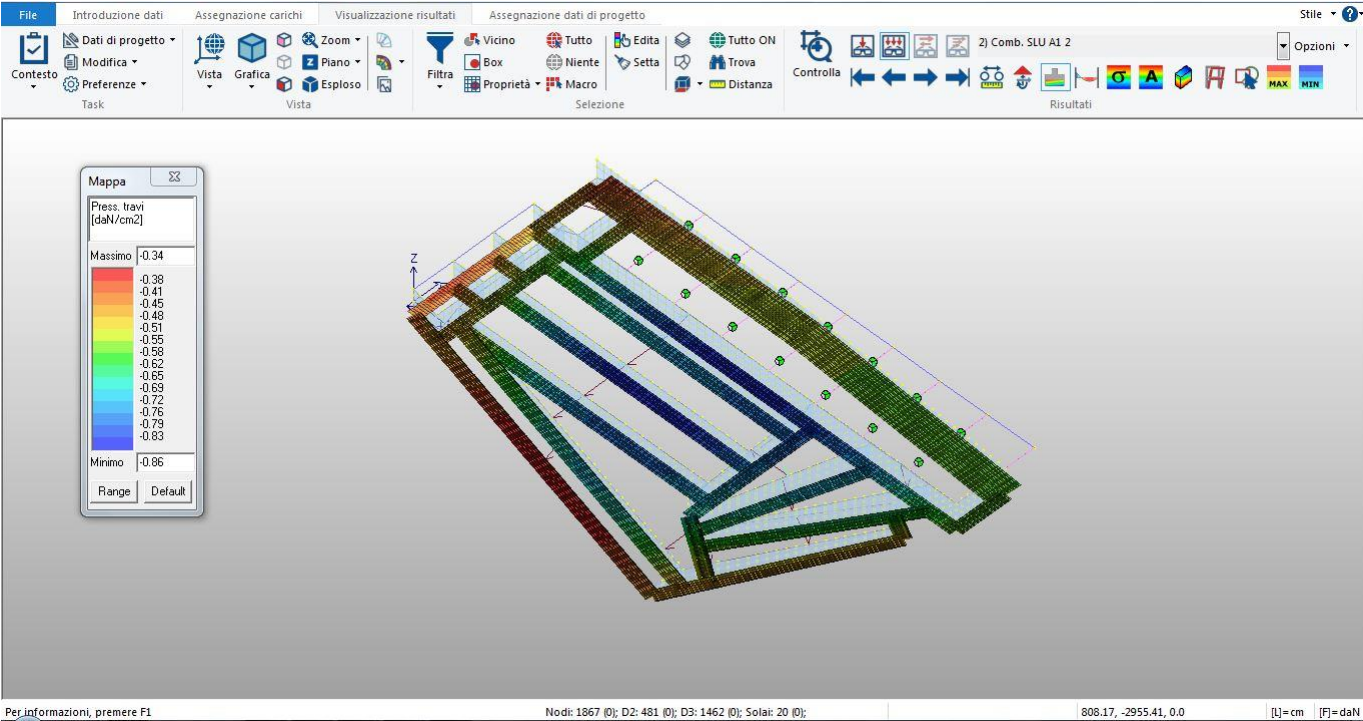 File Introduzione dati Assegnazione carichi Visualizzazione risultati Assegnazione dati di progetto Stile
Dati di progetto Zoom Vicino Tutto Edita Tutto ON 2) Comb. SLU A1 2 Opzioni
Modifica Piano Box Niente Setta Trova
Contesto Vista Grafica Filtra Controlla
Preferenze Esploso Proprietà Macro Distanza MAX MIN
Task Vista Selezione Risultati
Mappa
Press. travi
[daN/cm2]
Massimo -0.34
-0.38
-0.41
-0.45
-0.48
-0.51
-0.55
-0.58
-0.62
-0.65
-0.69
-0.72
-0.76
-0.79
-0.83
Minimo -0.86
Range Default
Z
Per informazioni, premere F1 Nodi: 1867 (0); D2: 481 (0); D3: 1462 (0); Solai: 20 (0); 808.17, -2955.41, 0.0 [L]=cm [F]=daN